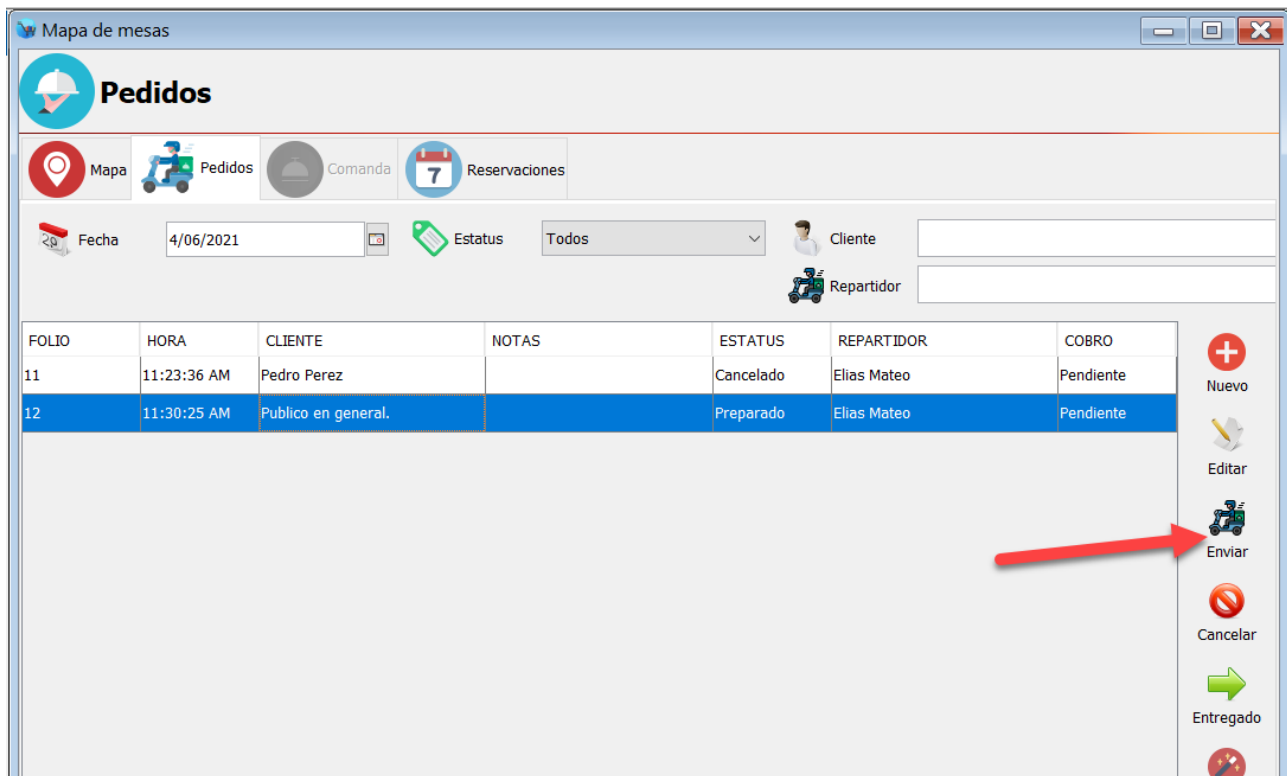 Mapa de mesas
Pedidos
Mapa Pedidos Comanda 7 Reservaciones
Fecha 4/06/2021 Estatus Todos Cliente
Repartidor
FOLIO HORA CLIENTE NOTAS ESTATUS REPARTIDOR COBRO
11 11:23:36 AM Pedro Perez Cancelado Elias Mateo Pendiente
12 11:30:25 AM Publico en general. Preparado Elias Mateo Pendiente
Nuevo
Editar
Enviar
Cancelar
Entregado